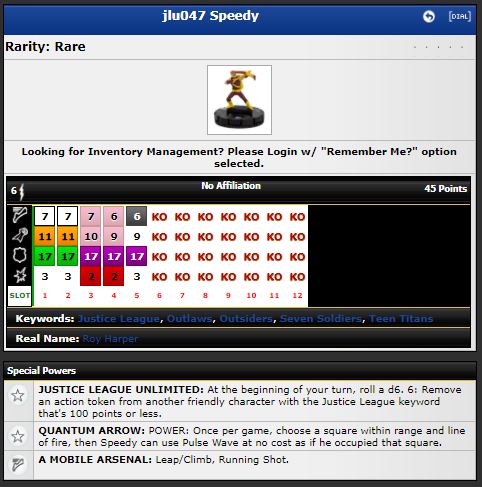 jlu047 Speedy
[DIAL]
Rarity: Rare
Looking for Inventory Management? Please Login w/ "Remember Me?" option
selected.
6 No Affiliation 45 Points
7 7 7 6 6 KO KO KO KO KO KO KO
11 11 10 9 9 KO KO KO KO KO KO KO
17 17 17 17 17 KO KO KO KO KO KO KO
3 3 2 2 3 KO KO KO KO KO KO KO
SLOT 1 2 3 4 5 6 7 8 9 10 11 12
Keywords: Justice League, Outlaws, Outsiders, Seven Soldiers, Teen Titans
Real Name: Roy Harper
Special Powers
JUSTICE LEAGUE UNLIMITED: At the beginning of your turn, roll a d6. 6: Remove
an action token from another friendly character with the Justice League keyword
that's 100 points or less.
QUANTUM ARROW: POWER: Once per game, choose a square within range and line
of fire, then Speedy can use Pulse Wave at no cost as if he occupied that square.
A MOBILE ARSENAL: Leap/Climb, Running Shot.